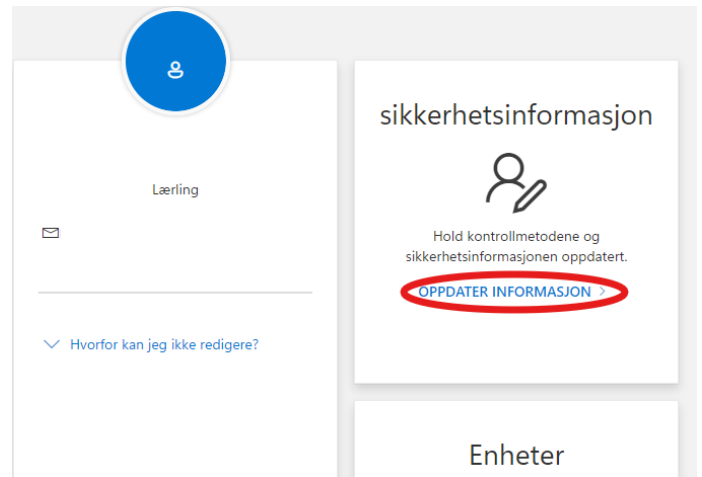 Lærling
Hvorfor kan jeg ikke redigere?
sikkerhetsinformasjon
Hold kontrollmetodene og
sikkerhetsinformasjonen oppdatert.
OPPDATER INFORMASJON >
Enheter